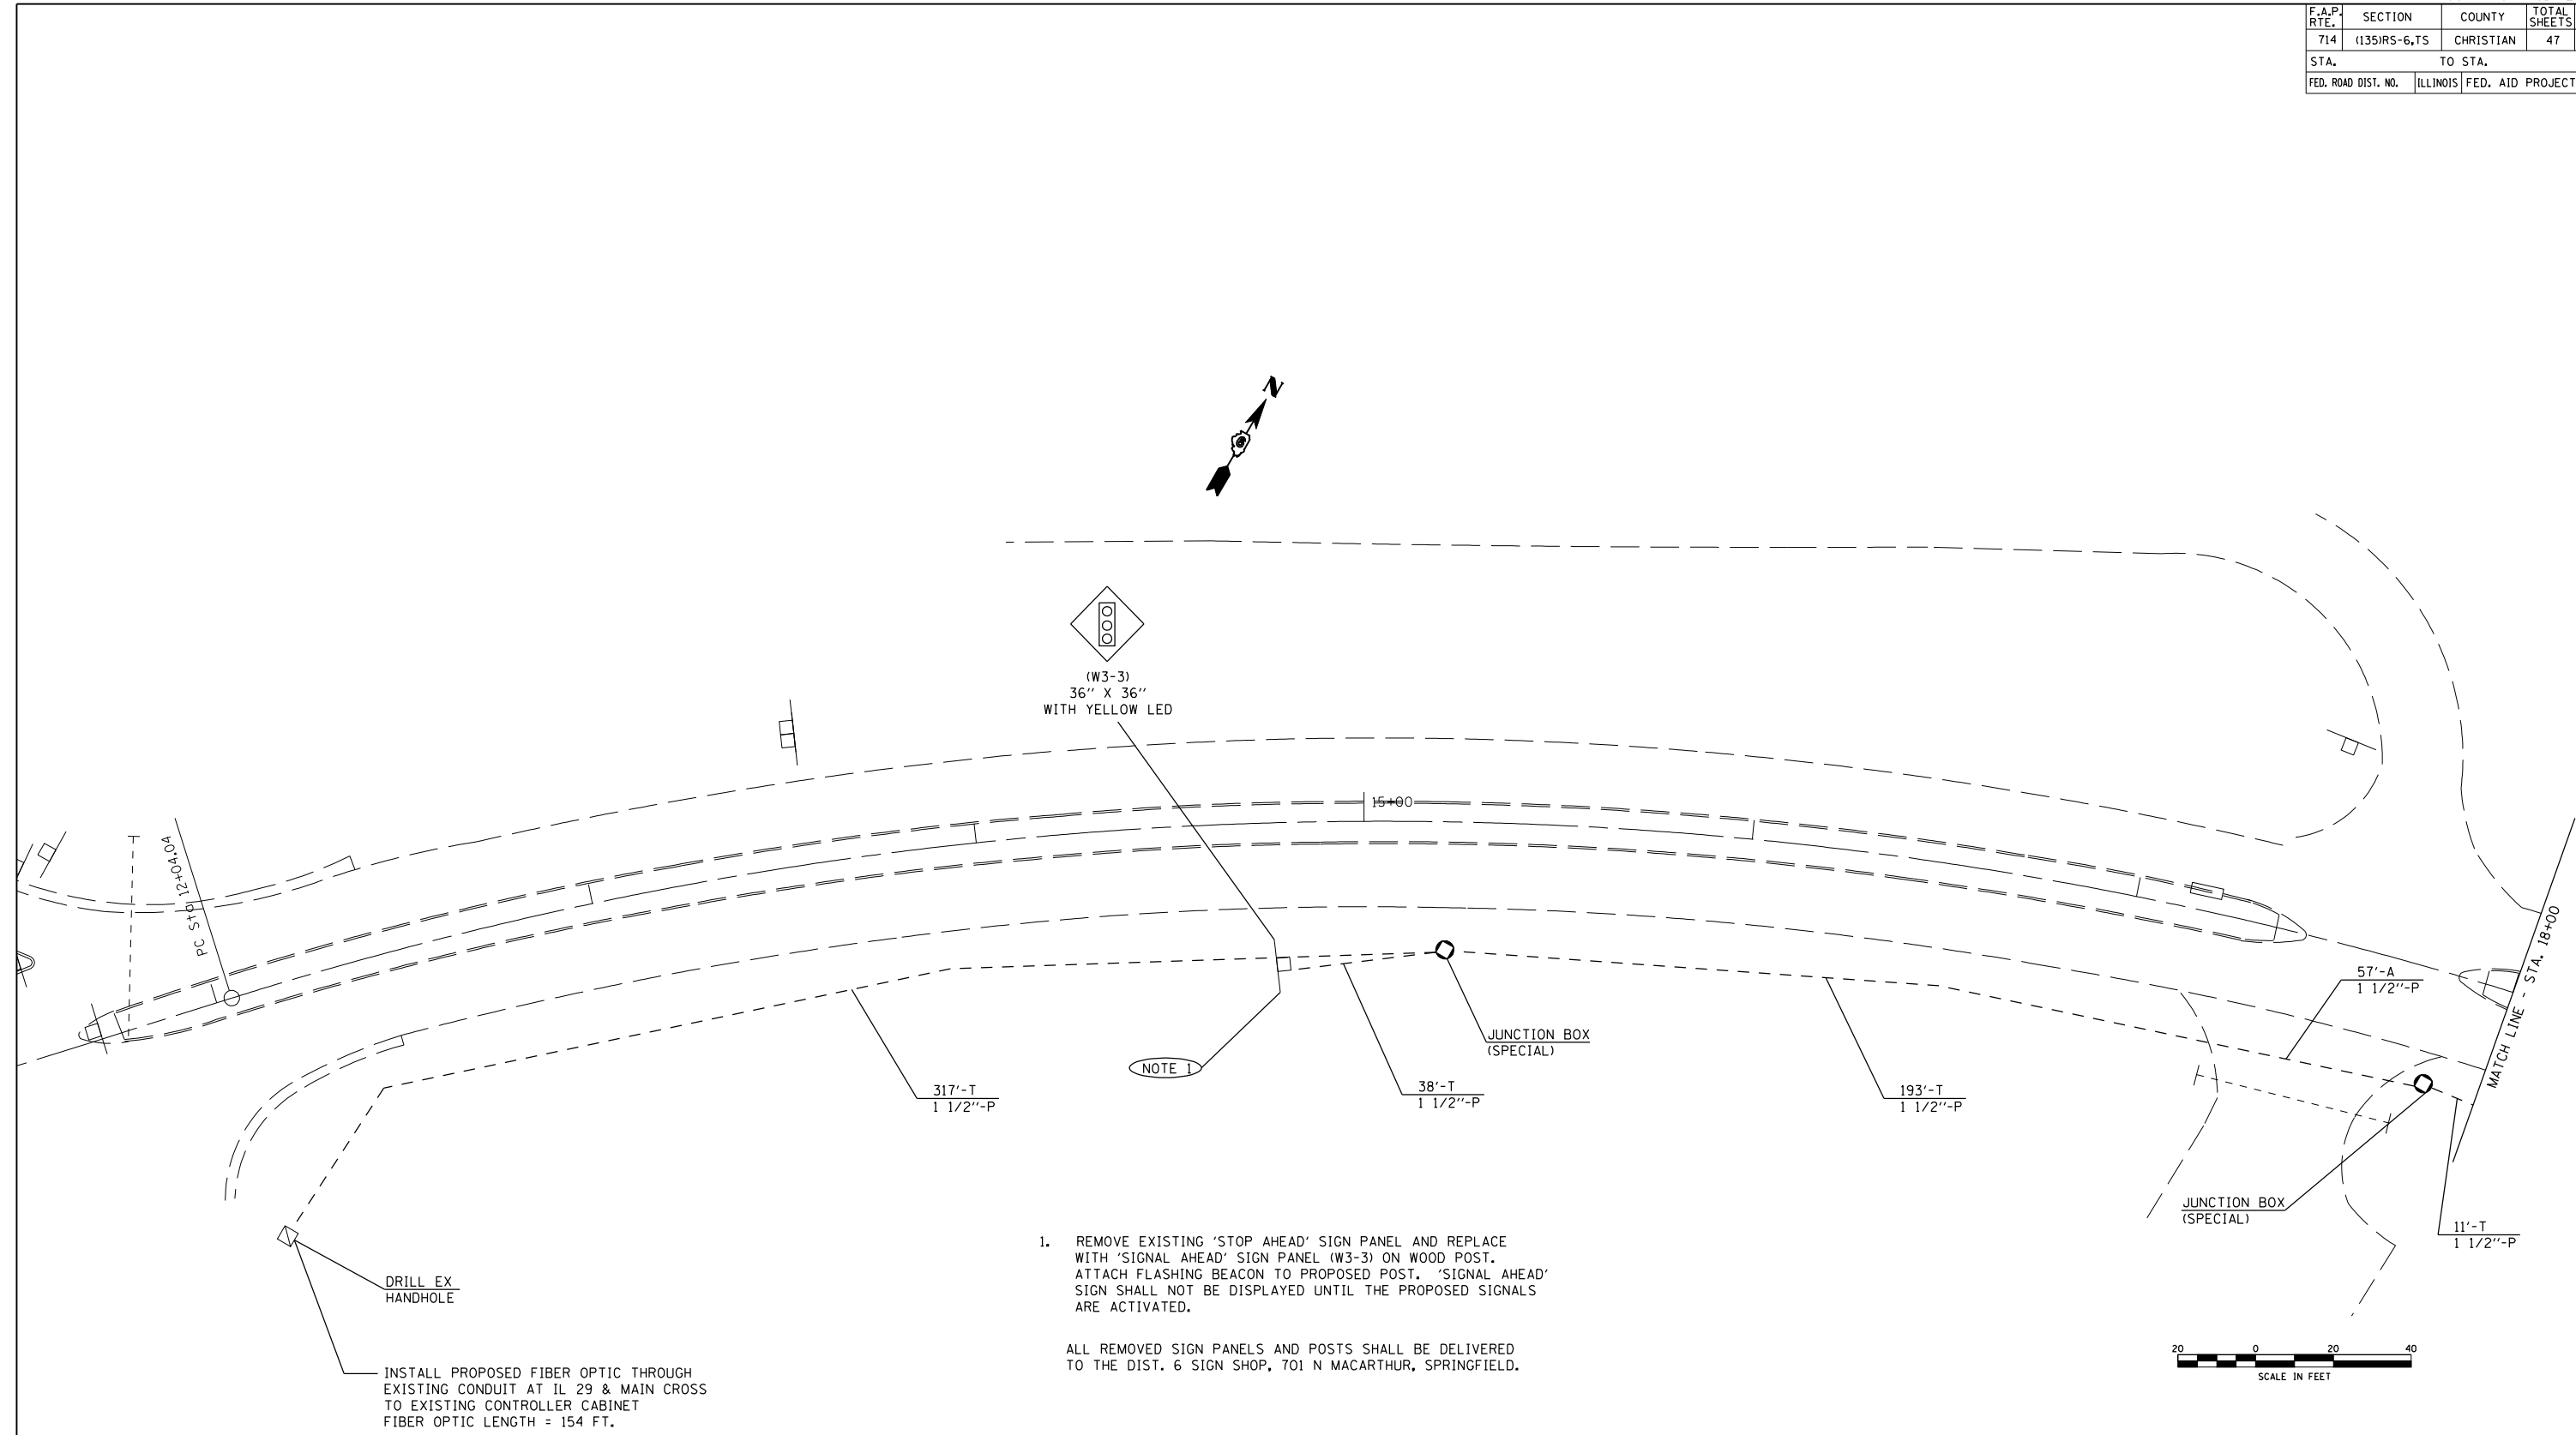 F.A.P. RTE. SECTION COUNTY TOTAL SHEETS
714 (135)RS-6,TS CHRISTIAN 47
STA. TO STA.
FED. ROAD DIST. NO. ILLINOIS FED. AID PROJECT
N
(W3-3)
36'' X 36''
WITH YELLOW LED
15+00
PC Sta 12+04.04
MATCH LINE - STA. 18+00
57'-A
1 1/2''-P
JUNCTION BOX
(SPECIAL)
NOTE 1
317'-T
1 1/2''-P
38'-T
1 1/2''-P
193'-T
1 1/2''-P
JUNCTION BOX
(SPECIAL)
11'-T
1 1/2''-P
DRILL EX
HANDHOLE
INSTALL PROPOSED FIBER OPTIC THROUGH
EXISTING CONDUIT AT IL 29 & MAIN CROSS
TO EXISTING CONTROLLER CABINET
FIBER OPTIC LENGTH = 154 FT.
1. REMOVE EXISTING 'STOP AHEAD' SIGN PANEL AND REPLACE
WITH 'SIGNAL AHEAD' SIGN PANEL (W3-3) ON WOOD POST.
ATTACH FLASHING BEACON TO PROPOSED POST. 'SIGNAL AHEAD'
SIGN SHALL NOT BE DISPLAYED UNTIL THE PROPOSED SIGNALS
ARE ACTIVATED.
ALL REMOVED SIGN PANELS AND POSTS SHALL BE DELIVERED
TO THE DIST. 6 SIGN SHOP, 701 N MACARTHUR, SPRINGFIELD.
20 0 20 40
SCALE IN FEET